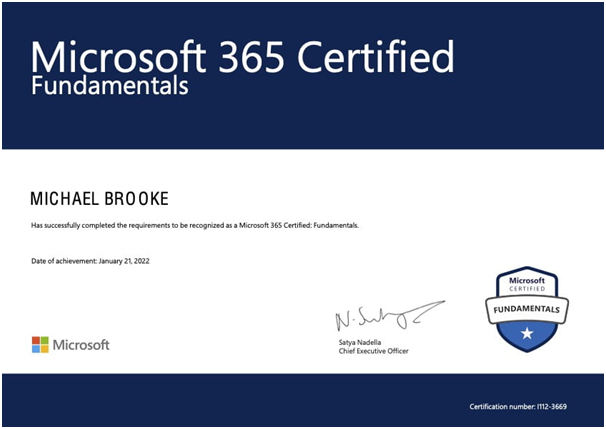 Microsoft 365 Certified
Fundamentals
MICHAEL BROOKE
Has successfully completed the requirements to be recognized as a Microsoft 365 Certified: Fundamentals.
Date of achievement: January 21, 2022
Microsoft
CERTIFIED
FUNDAMENTALS
Satya Nadella
Chief Executive Officer
Microsoft
Certification number: I112-3669